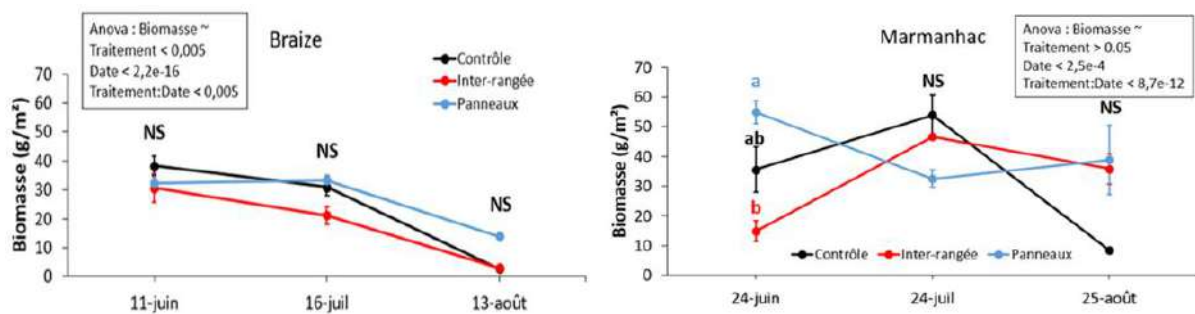 Anova : Biomasse ~
Traitement < 0,005
Date < 2,2e-16
Traitement:Date < 0,005
Braize
Contrôle
Inter-rangée
Panneaux
Biomasse (g/m²)
70
60
50
40
30
20
10
0
NS
NS
NS
11-juin
16-juil
13-août
Marmanhac
Anova : Biomasse ~
Traitement > 0.05
Date < 2,5e-4
Traitement:Date < 8,7e-12
Biomasse (g/m²)
70
60
50
40
30
20
10
0
a
ab
b
NS
NS
Contrôle
Inter-rangée
Panneaux
24-juin
24-juil
25-août